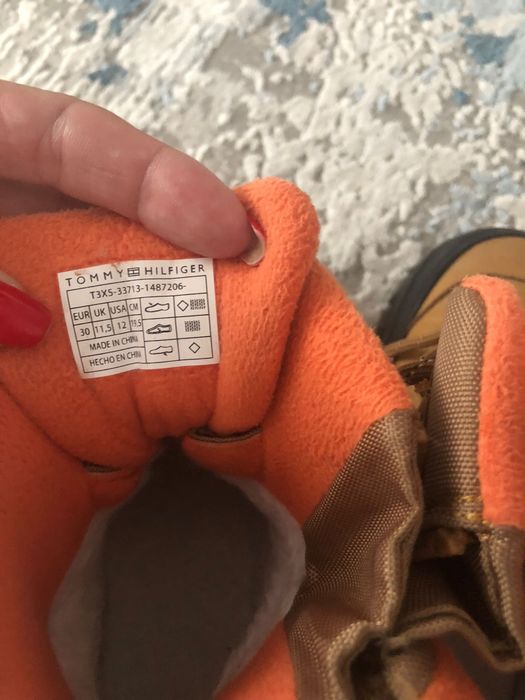 TOMMY HILFIGER
T3X5-33713-1487206-
EUR UK USA CM
30 11,5 12 19,5
MADE IN CHINA
HECHO EN CHINA